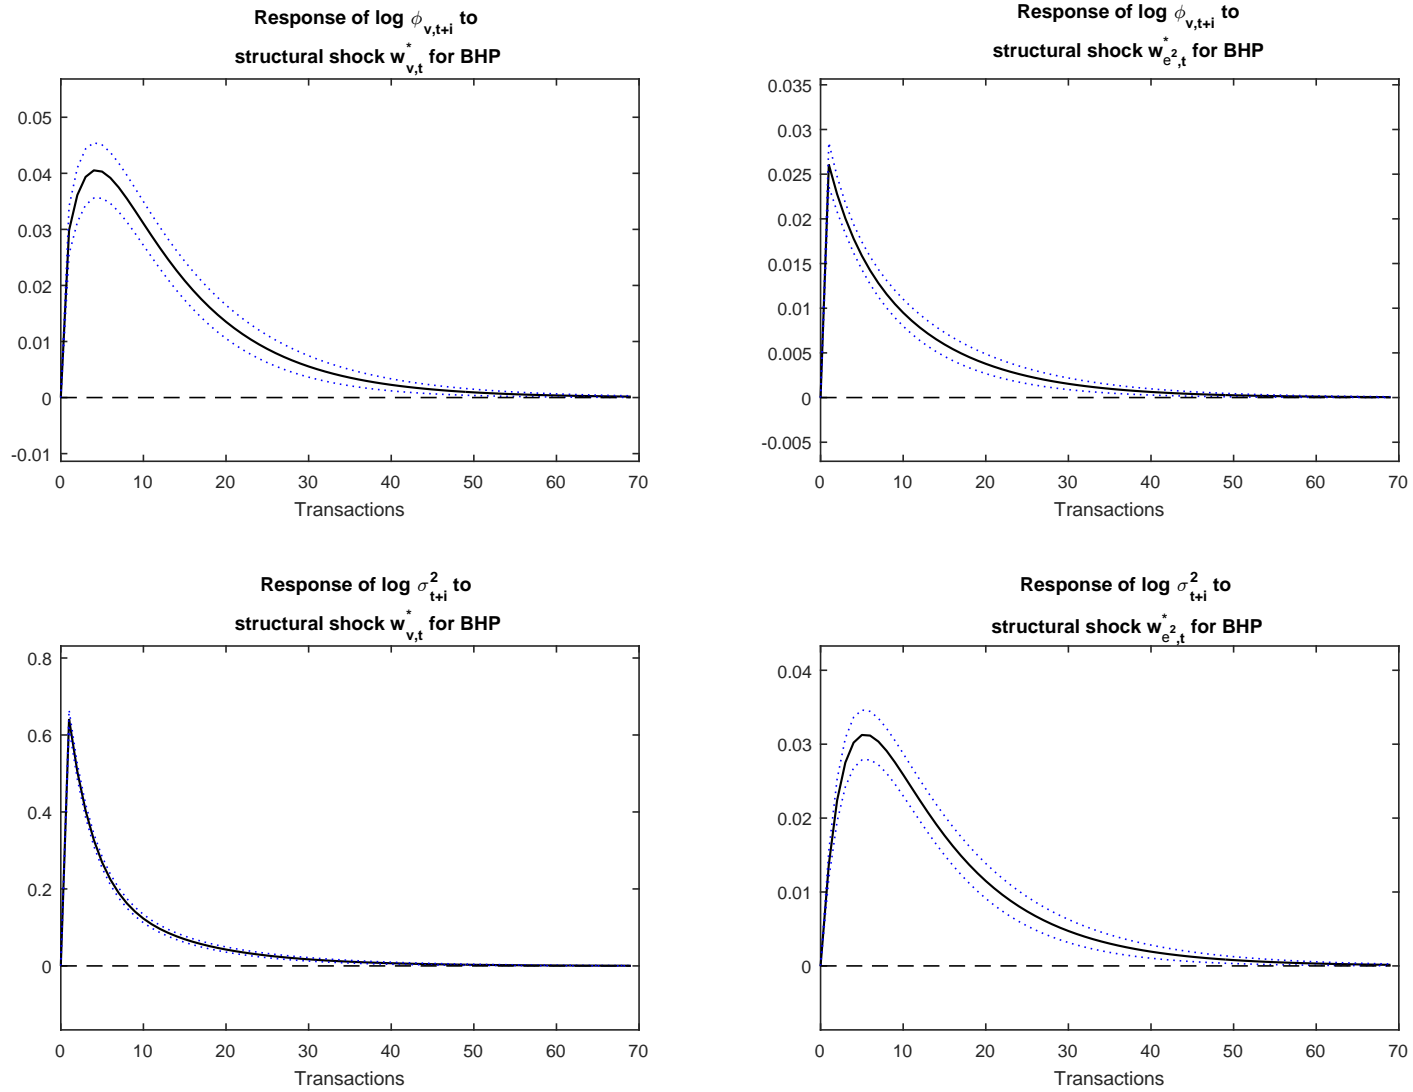 Response of log ϕv,t+i to
structural shock w*v,t for BHP
0.05
0.04
0.03
0.02
0.01
0
-0.01
0 10 20 30 40 50 60 70
Transactions
Response of log ϕv,t+i to
structural shock w*e²,t for BHP
0.035
0.03
0.025
0.02
0.015
0.01
0.005
0
-0.005
0 10 20 30 40 50 60 70
Transactions
Response of log σ²t+i to
structural shock w*v,t for BHP
0.8
0.6
0.4
0.2
0
0 10 20 30 40 50 60 70
Transactions
Response of log σ²t+i to
structural shock w*e²,t for BHP
0.04
0.03
0.02
0.01
0
0 10 20 30 40 50 60 70
Transactions